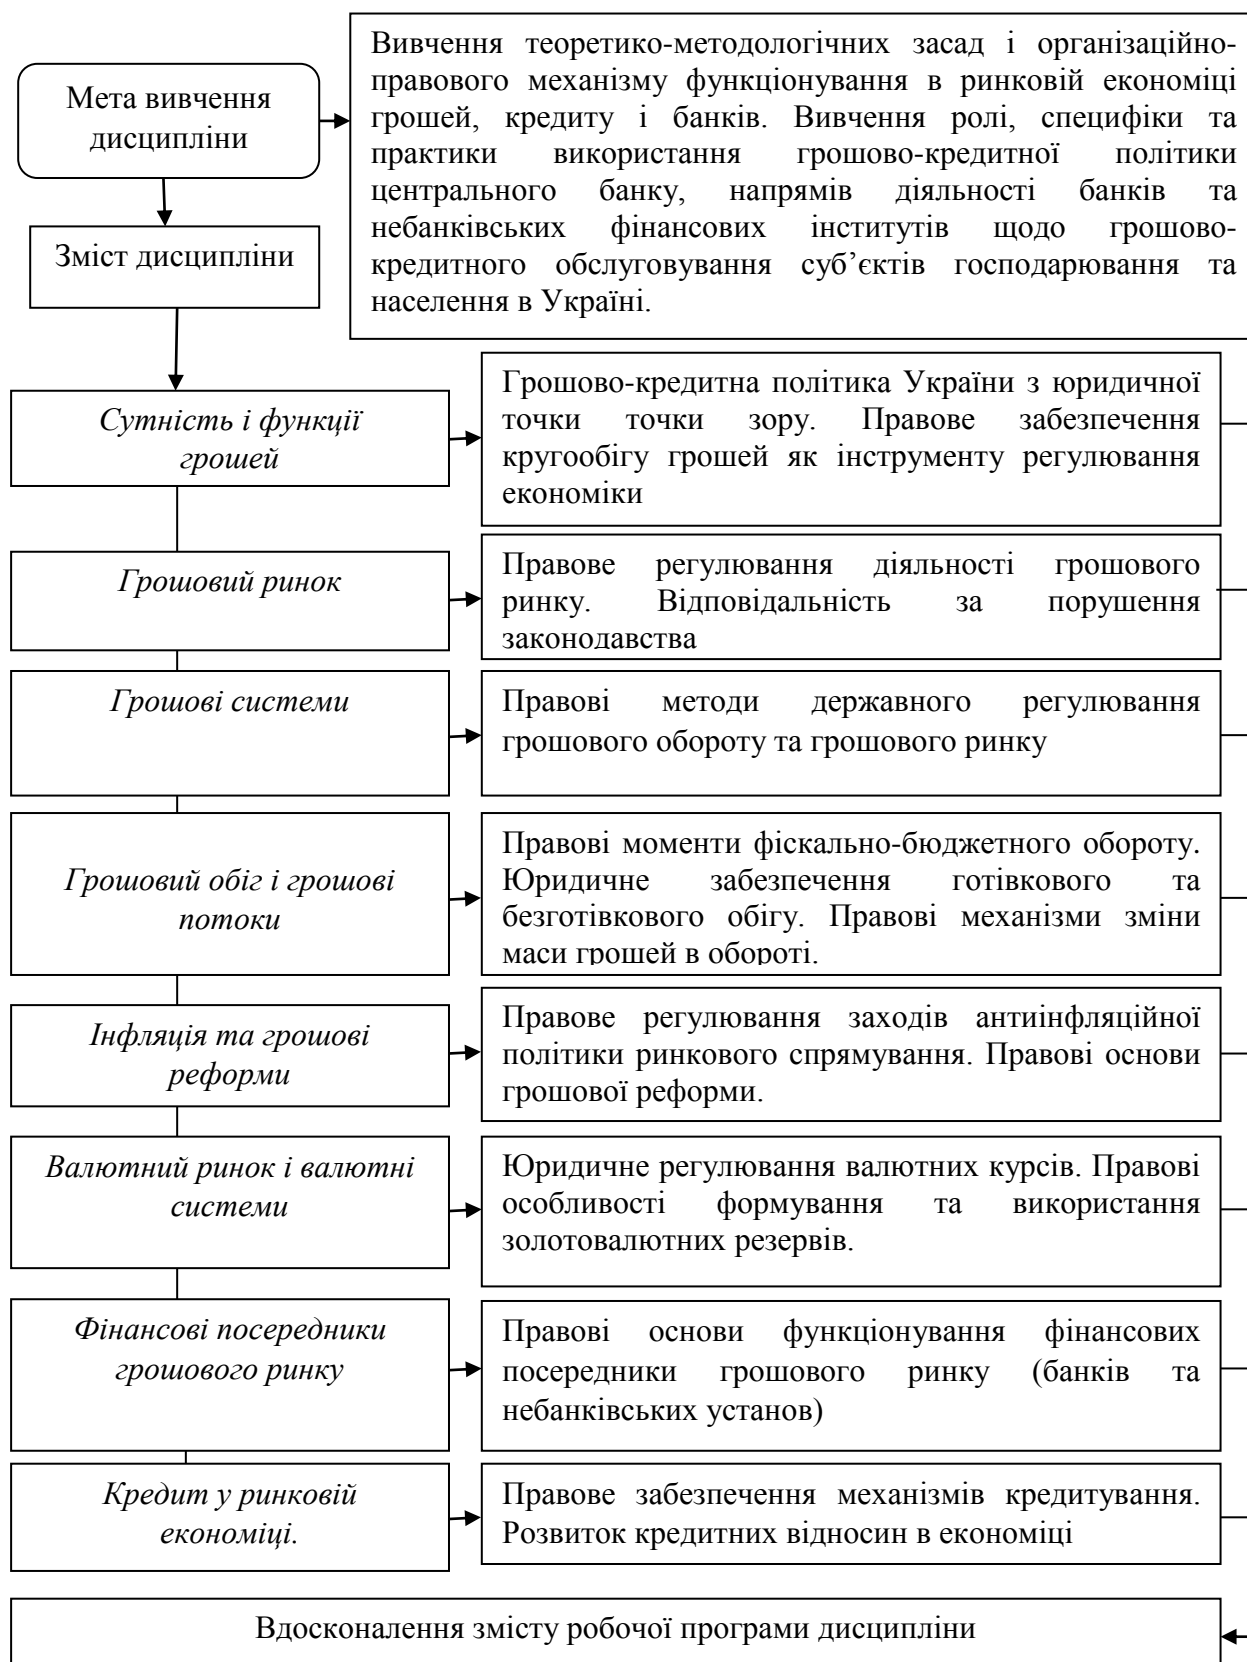 Мета вивчення
дисципліни
Вивчення теоретико-методологічних засад і організаційно-
правового механізму функціонування в ринковій економіці
грошей, кредиту і банків. Вивчення ролі, специфіки та
практики використання грошово-кредитної політики
центрального банку, напрямів діяльності банків та
небанківських фінансових інститутів щодо грошово-
кредитного обслуговування суб’єктів господарювання та
населення в Україні.
Зміст дисципліни
Сутність і функції
грошей
Грошово-кредитна політика України з юридичної
точки точки зору. Правове забезпечення
кругообігу грошей як інструменту регулювання
економіки
Грошовий ринок
Правове регулювання діяльності грошового
ринку. Відповідальність за порушення
законодавства
Грошові системи
Правові методи державного регулювання
грошового обороту та грошового ринку
Грошовий обіг і грошові
потоки
Правові моменти фіскально-бюджетного обороту.
Юридичне забезпечення готівкового та
безготівкового обігу. Правові механізми зміни
маси грошей в обороті.
Інфляція та грошові
реформи
Правове регулювання заходів антиінфляційної
політики ринкового спрямування. Правові основи
грошової реформи.
Валютний ринок і валютні
системи
Юридичне регулювання валютних курсів. Правові
особливості формування та використання
золотовалютних резервів.
Фінансові посередники
грошового ринку
Правові основи функціонування фінансових
посередники грошового ринку (банків та
небанківських установ)
Кредит у ринковій
економіці.
Правове забезпечення механізмів кредитування.
Розвиток кредитних відносин в економіці
Вдосконалення змісту робочої програми дисципліни